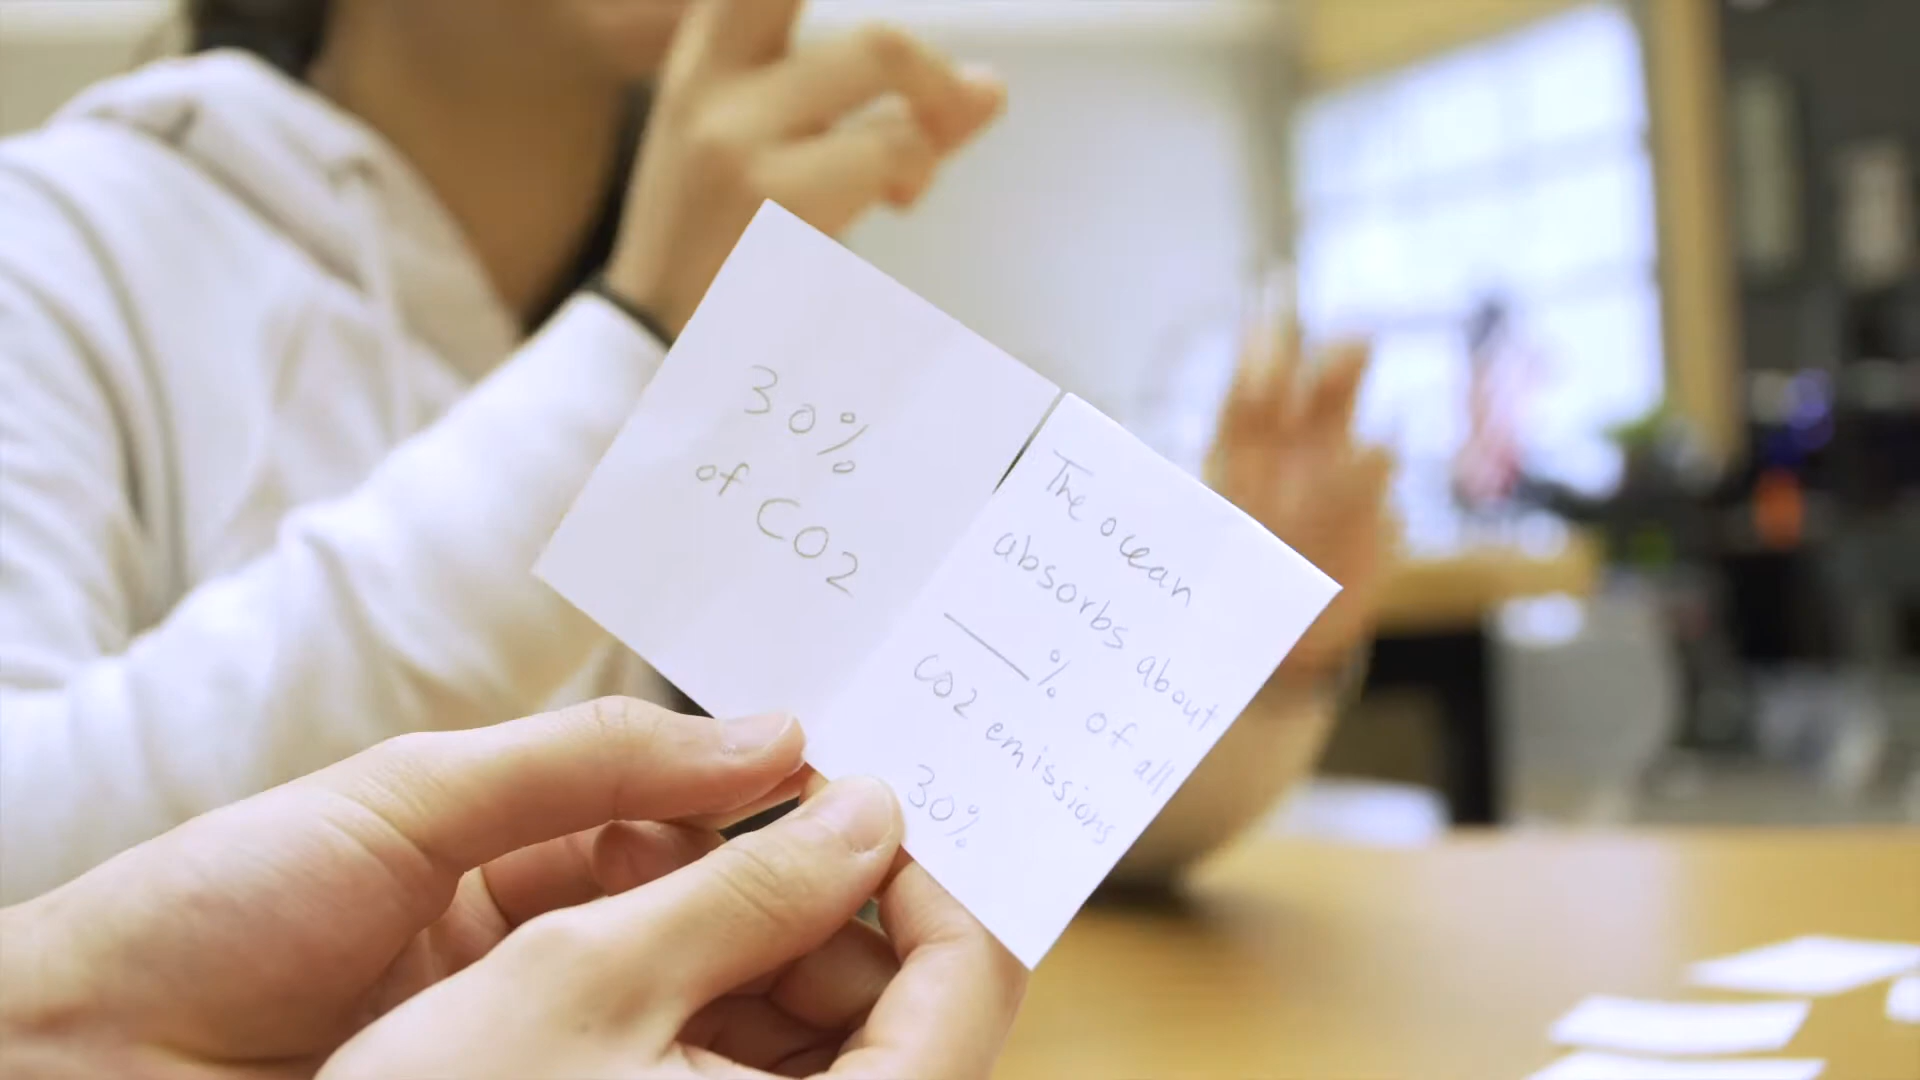 30%
of CO2
The ocean
absorbs about
___% of all
CO2 emissions
30%